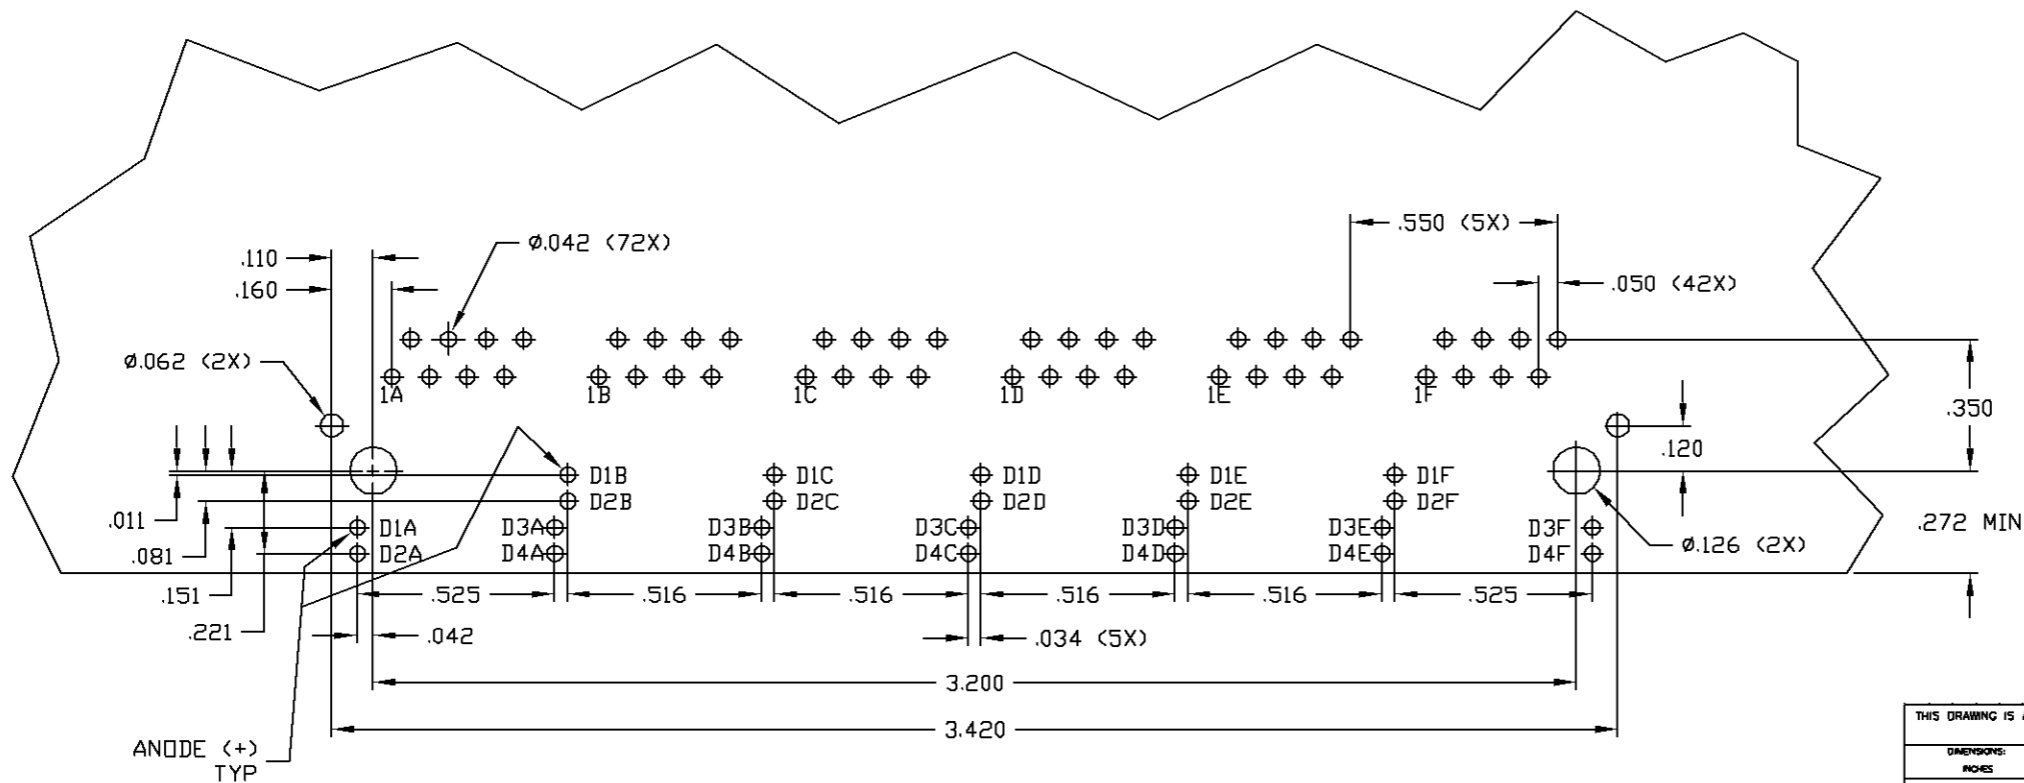 .550 (5X)
Ø.042 (72X)
.110
.160
.050 (42X)
Ø.062 (2X)
1A 1B 1C 1D 1E 1F
.350
.120
D1B D1C D1D D1E D1F
D2B D2C D2D D2E D2F
.011
D1A D3A D3B D3C D3D D3E D3F
.272 MIN
.081
D2A D4A D4B D4C D4D D4E D4F
Ø.126 (2X)
.151
.525 .516 .516 .516 .516 .525
.221
.042
.034 (5X)
3.200
3.420
ANODE (+)
TYP
THIS DRAWING IS
DIMENSIONS:
INCHES